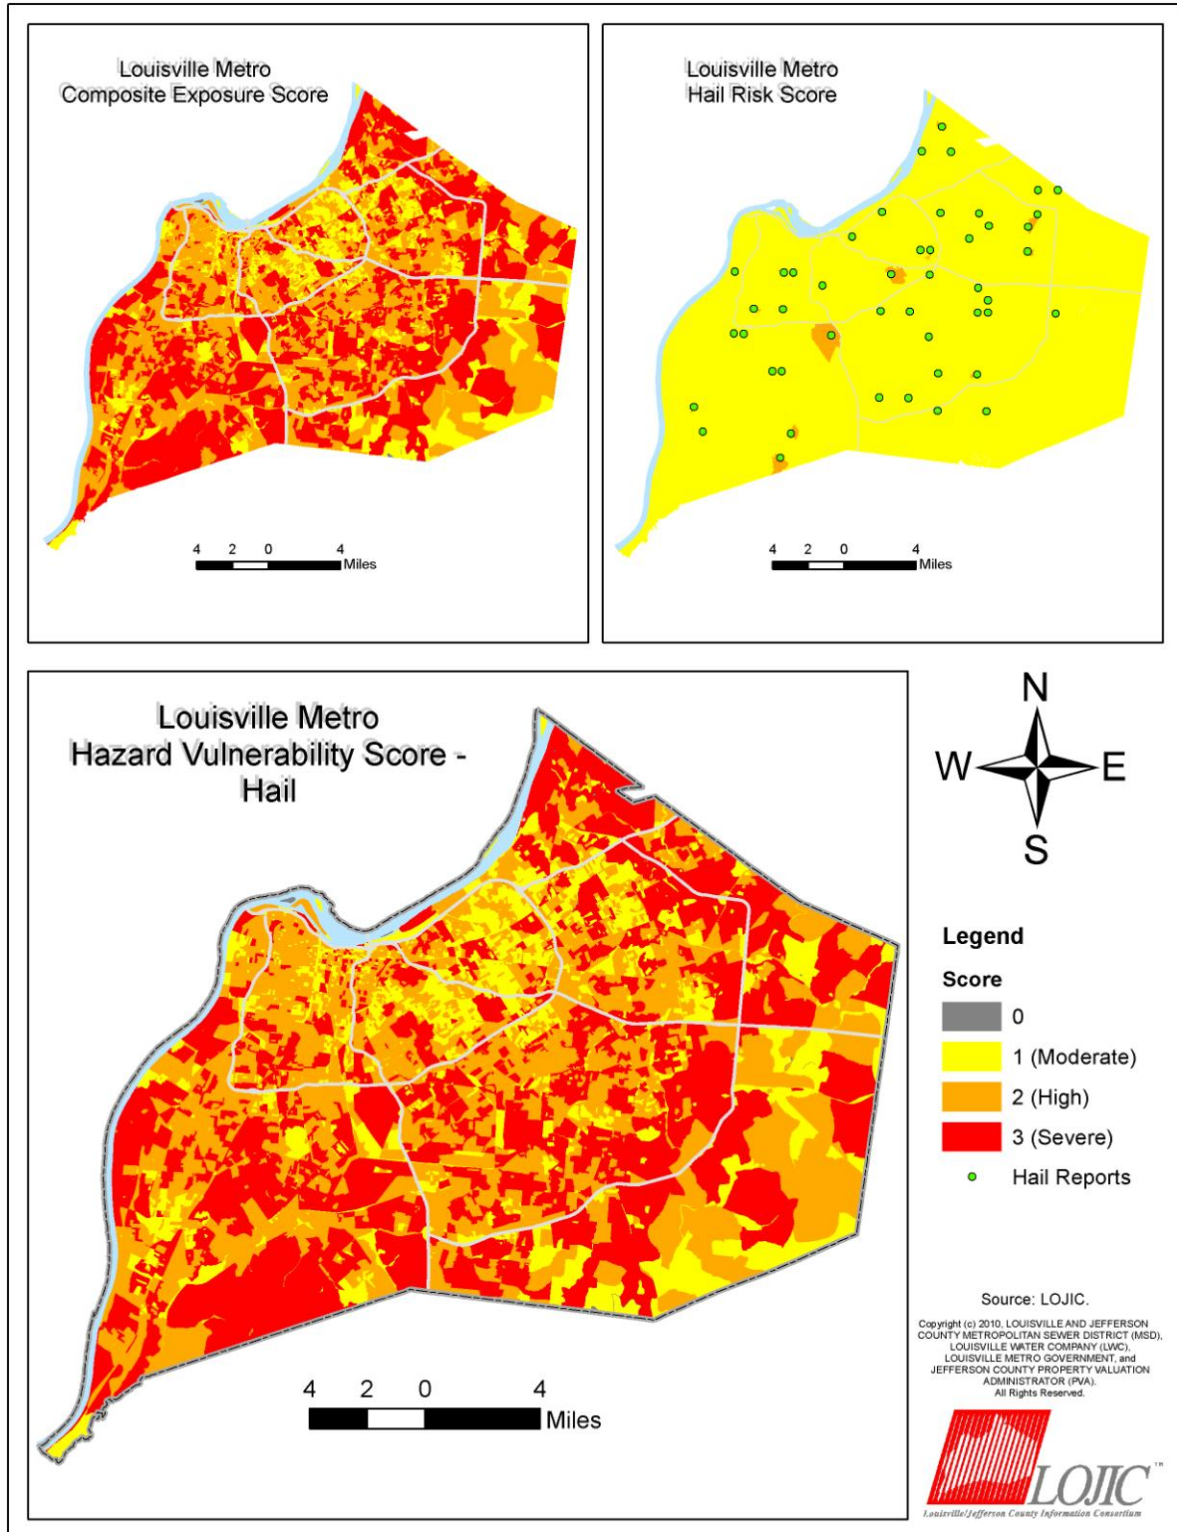 Louisville Metro
Composite Exposure Score
4 2 0 4
Miles
Louisville Metro
Hail Risk Score
4 2 0 4
Miles
Louisville Metro
Hazard Vulnerability Score -
Hail
4 2 0 4
Miles
N
W E
S
Legend
Score
0
1 (Moderate)
2 (High)
3 (Severe)
Hail Reports
Source: LOJIC.
Copyright (c) 2010, LOUISVILLE AND JEFFERSON
COUNTY METROPOLITAN SEWER DISTRICT (MSD),
LOUISVILLE WATER COMPANY (LWC),
LOUISVILLE METRO GOVERNMENT, and
JEFFERSON COUNTY PROPERTY VALUATION
ADMINISTRATOR (PVA).
All Rights Reserved.
LOJIC™
Louisville/Jefferson County Information Consortium